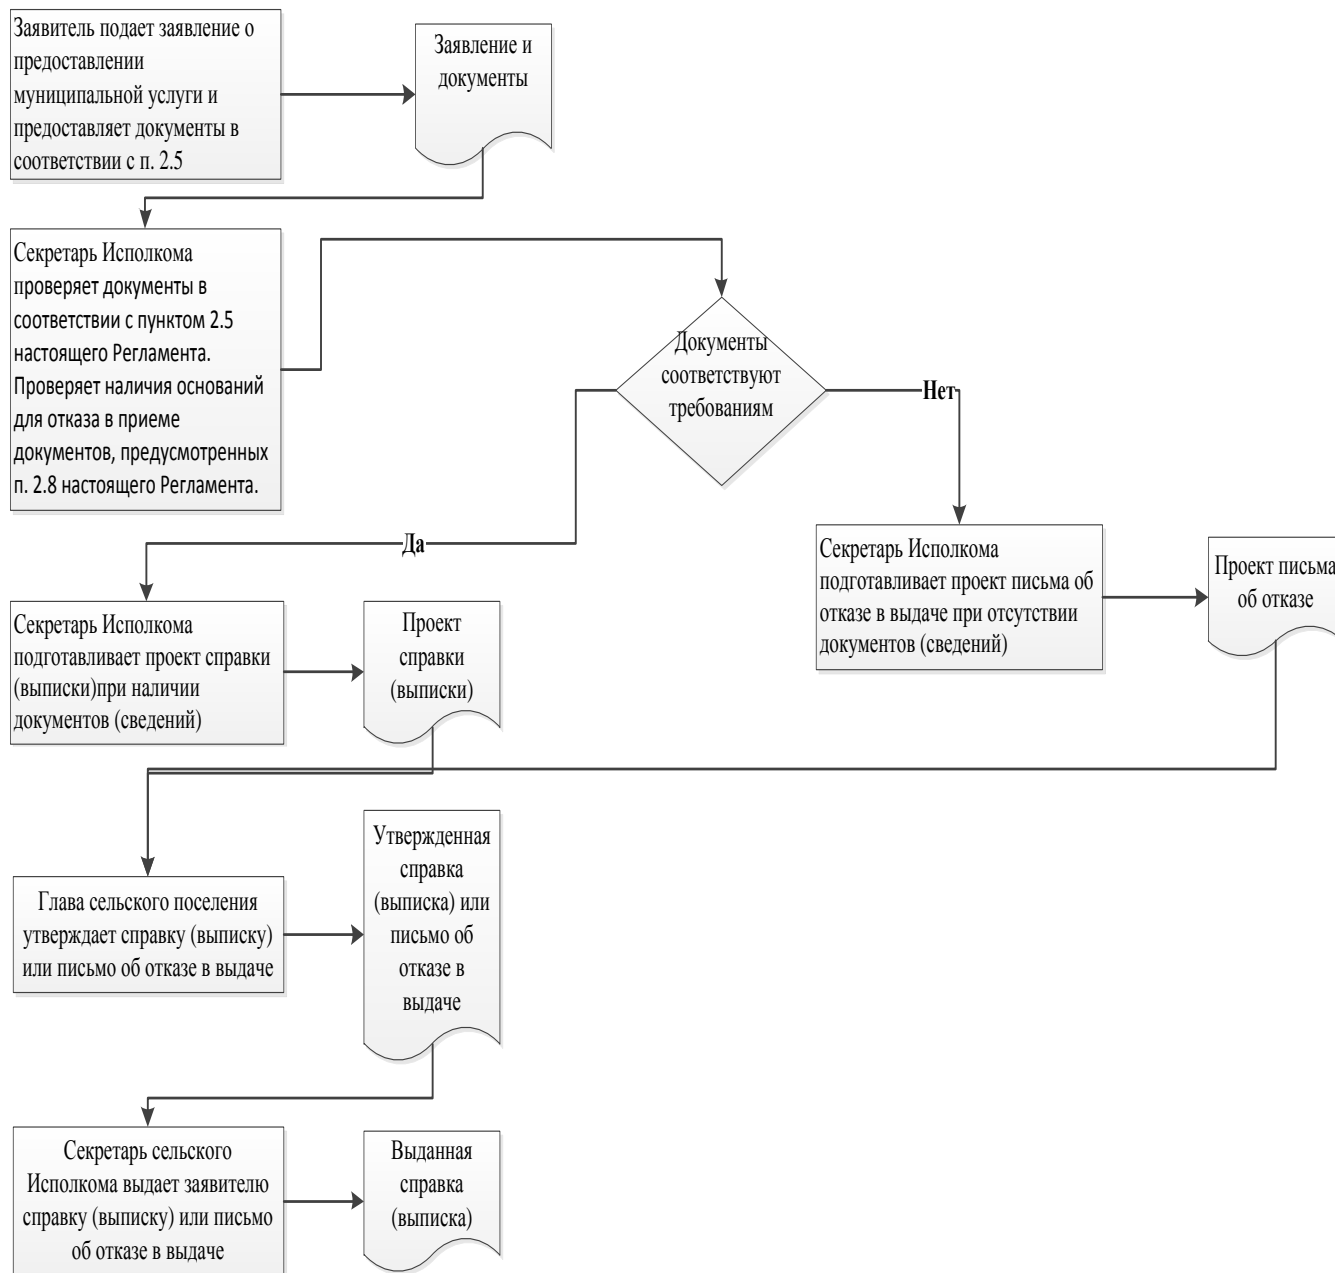 Заявитель подает заявление о
предоставлении
муниципальной услуги и
предоставляет документы в
соответствии с п. 2.5
Заявление и
документы
Секретарь Исполкома
проверяет документы в
соответствии с пунктом 2.5
настоящего Регламента.
Проверяет наличия оснований
для отказа в приеме
документов, предусмотренных
п. 2.8 настоящего Регламента.
Документы
соответствуют
требованиям
Нет
Да
Секретарь Исполкома
подготавливает проект письма об
отказе в выдаче при отсутствии
документов (сведений)
Проект письма
об отказе
Секретарь Исполкома
подготавливает проект справки
(выписки)при наличии
документов (сведений)
Проект
справки
(выписки)
Глава сельского поселения
утверждает справку (выписку)
или письмо об отказе в выдаче
Утвержденная
справка
(выписка) или
письмо об
отказе в
выдаче
Секретарь сельского
Исполкома выдает заявителю
справку (выписку) или письмо
об отказе в выдаче
Выданная
справка
(выписка)